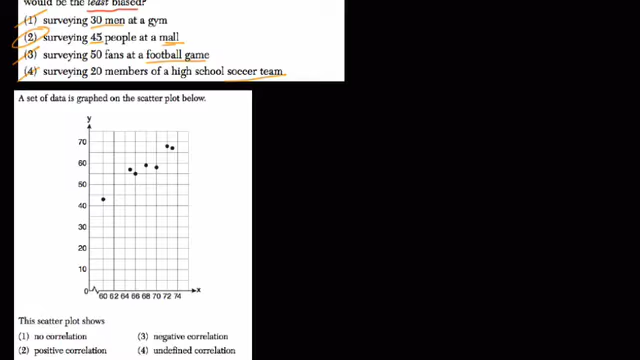 would be the least biased?
(1) surveying 30 men at a gym
(2) surveying 45 people at a mall
(3) surveying 50 fans at a football game
(4) surveying 20 members of a high school soccer team
A set of data is graphed on the scatter plot below.
y
70
60
50
40
30
20
10
0
60 62 64 66 68 70 72 74
x
This scatter plot shows
(1) no correlation
(3) negative correlation
(2) positive correlation
(4) undefined correlation